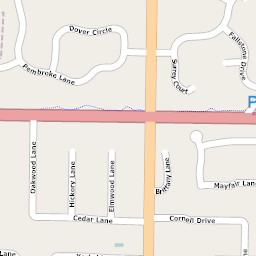 Dover Circle
Fallstone Drive
Pembroke Lane
Surrey Court
P
Oakwood Lane
Hickory Lane
Elmwood Lane
Brittany Lane
Mayfair Lane
Cedar Lane
Cornell Drive